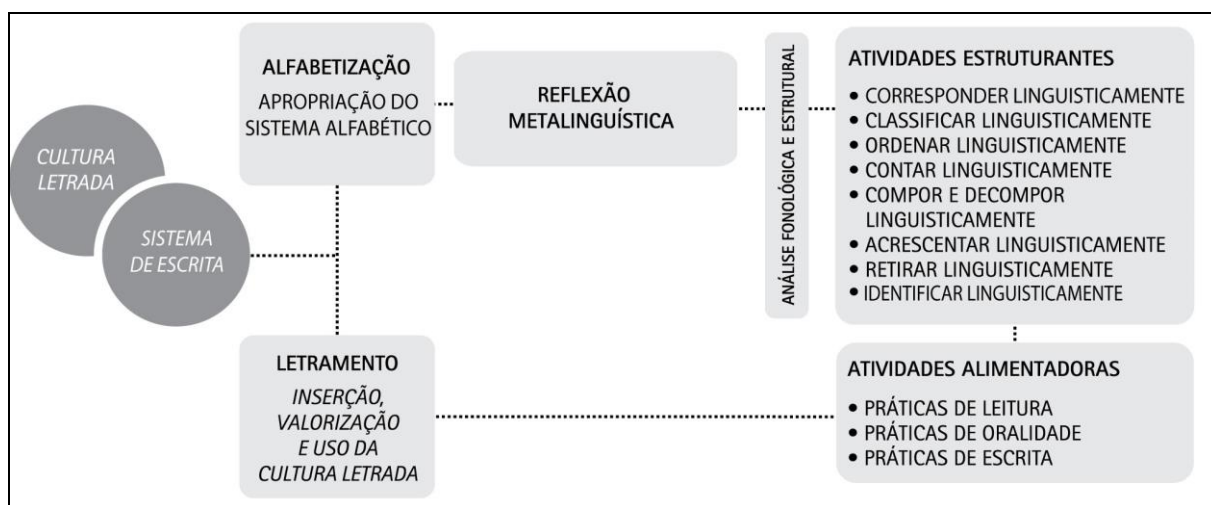 CULTURA
LETRADA
SISTEMA
DE ESCRITA
ALFABETIZAÇÃO
APROPRIAÇÃO DO
SISTEMA ALFABÉTICO
LETRAMENTO
INSERÇÃO,
VALORIZAÇÃO
E USO DA
CULTURA LETRADA
REFLEXÃO
METALINGUÍSTICA
ANÁLISE FONOLÓGICA E ESTRUTURAL
ATIVIDADES ESTRUTURANTES
• CORRESPONDER LINGUISTICAMENTE
• CLASSIFICAR LINGUISTICAMENTE
• ORDENAR LINGUISTICAMENTE
• CONTAR LINGUISTICAMENTE
• COMPOR E DECOMPOR
LINGUISTICAMENTE
• ACRESCENTAR LINGUISTICAMENTE
• RETIRAR LINGUISTICAMENTE
• IDENTIFICAR LINGUISTICAMENTE
ATIVIDADES ALIMENTADORAS
• PRÁTICAS DE LEITURA
• PRÁTICAS DE ORALIDADE
• PRÁTICAS DE ESCRITA